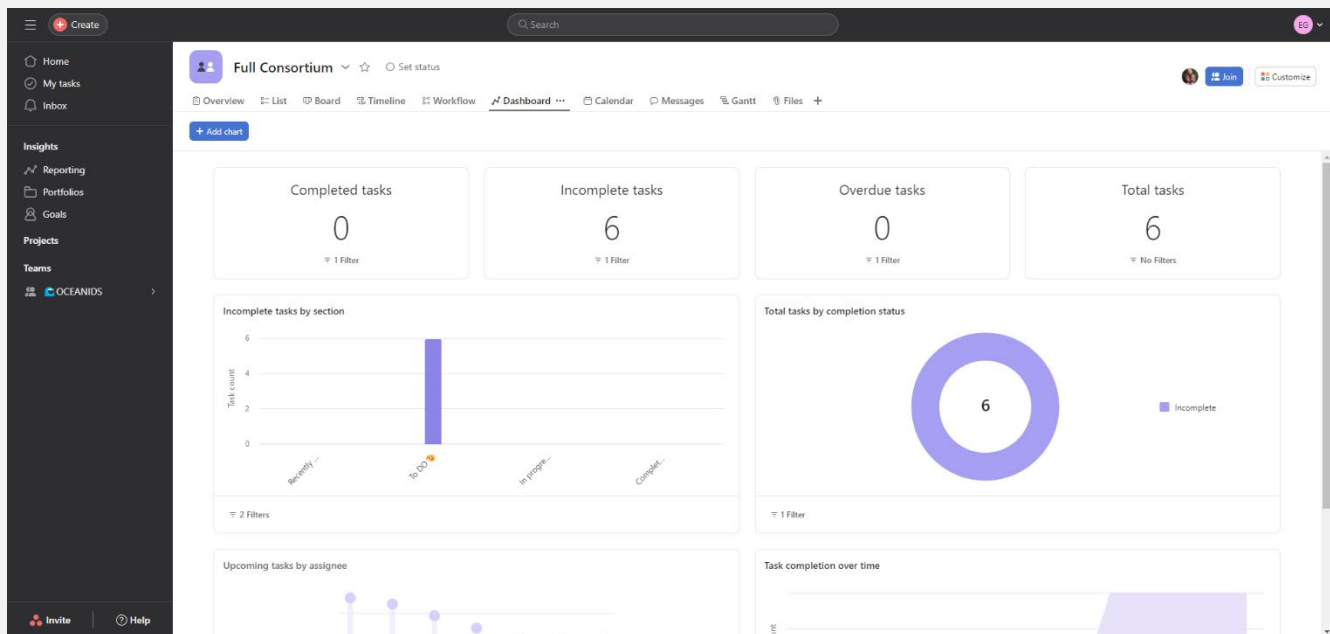 Create
Search
EG
Home
My tasks
Inbox
Insights
Reporting
Portfolios
Goals
Projects
Teams
OCEANIDS
Invite
Help
Full Consortium
Set status
Join
Customize
Overview
List
Board
Timeline
Workflow
Dashboard ...
Calendar
Messages
Gantt
Files
+ Add chart
Completed tasks
0
1 Filter
Incomplete tasks
6
1 Filter
Overdue tasks
0
1 Filter
Total tasks
6
No Filters
Incomplete tasks by section
Task count
6
4
2
0
Recently ...
To DO
In progre...
Complet...
2 Filters
Total tasks by completion status
6
Incomplete
1 Filter
Upcoming tasks by assignee
Task completion over time